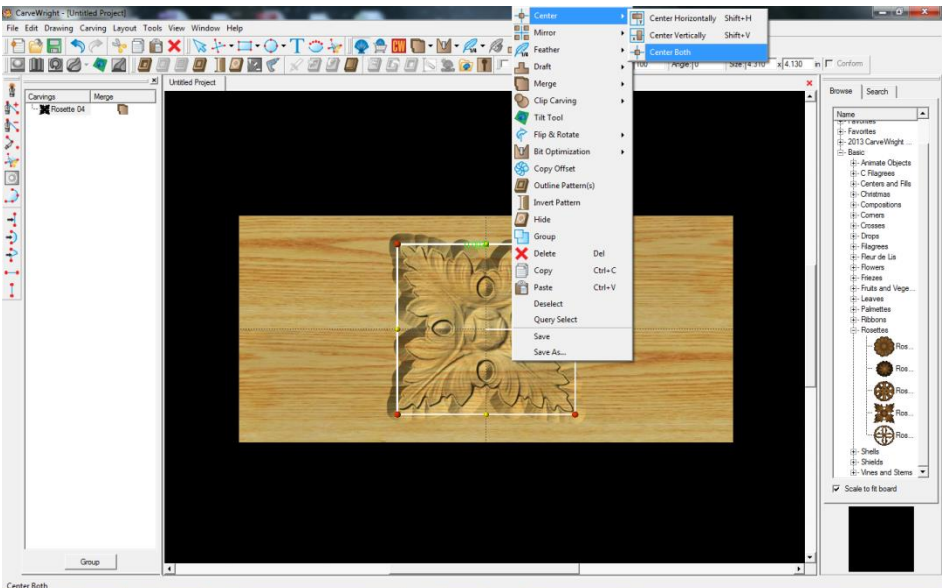 CarveWright - [Untitled Project]
File Edit Drawing Carving Layout Tools View Window Help
CW
100 Angle: 0 Size: 4.310 x 4.130 in Conform
Untitled Project
Carvings Merge
Rosette 04
Group
Center
Mirror
Feather
Draft
Merge
Clip Carving
Tilt Tool
Flip & Rotate
Bit Optimization
Copy Offset
Outline Pattern(s)
Invert Pattern
Hide
Group
Delete Del
Copy Ctrl+C
Paste Ctrl+V
Deselect
Query Select
Save
Save As...
Center Horizontally Shift+H
Center Vertically Shift+V
Center Both
Browse Search
Name
Favorites
Favorites
2013 CarveWright ...
Basic
Animate Objects
C Filagrees
Centers and Fills
Christmas
Compositions
Corners
Crosses
Drops
Filagrees
Fleur de Lis
Flowers
Friezes
Fruits and Vege...
Leaves
Palmettes
Ribbons
Rosettes
Ros...
Ros...
Ros...
Ros...
Ros...
Shells
Shields
Vines and Stems
Scale to fit board
Center Both